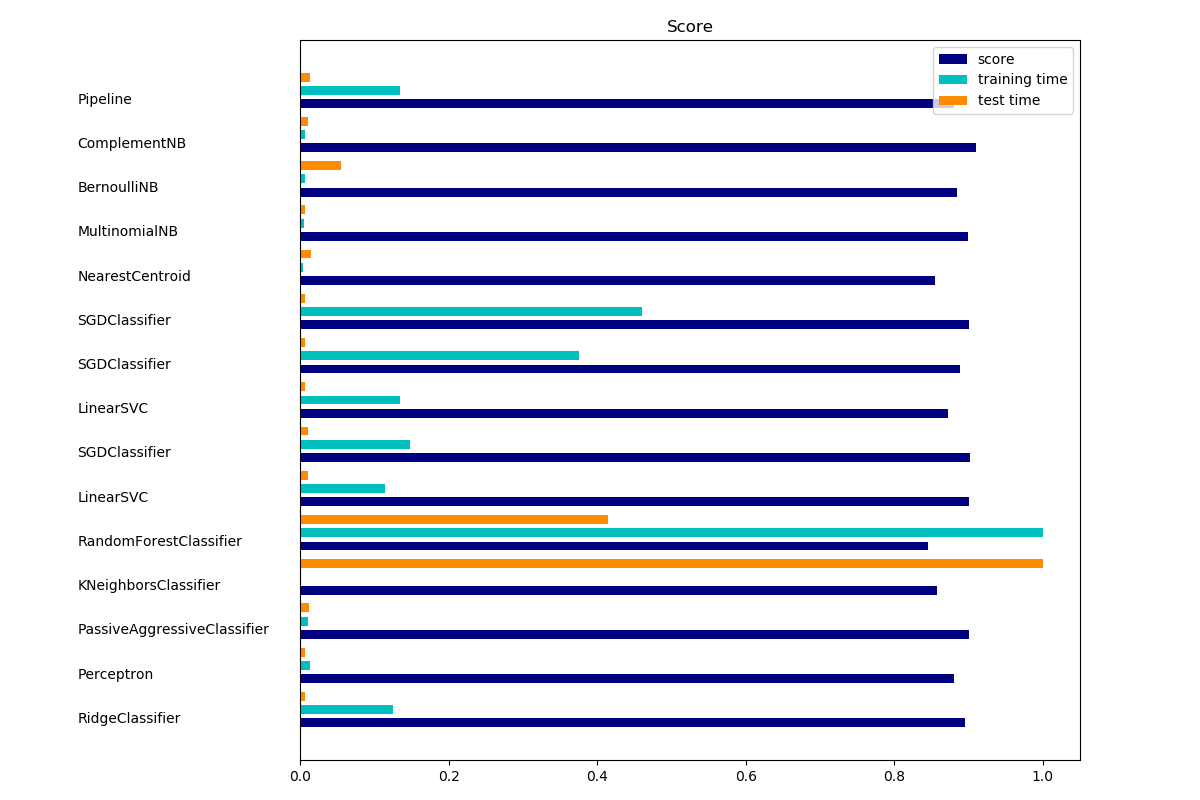 Score
score
training time
test time
Pipeline
ComplementNB
BernoulliNB
MultinomialNB
NearestCentroid
SGDClassifier
SGDClassifier
LinearSVC
SGDClassifier
LinearSVC
RandomForestClassifier
KNeighborsClassifier
PassiveAggressiveClassifier
Perceptron
RidgeClassifier
0.0 0.2 0.4 0.6 0.8 1.0